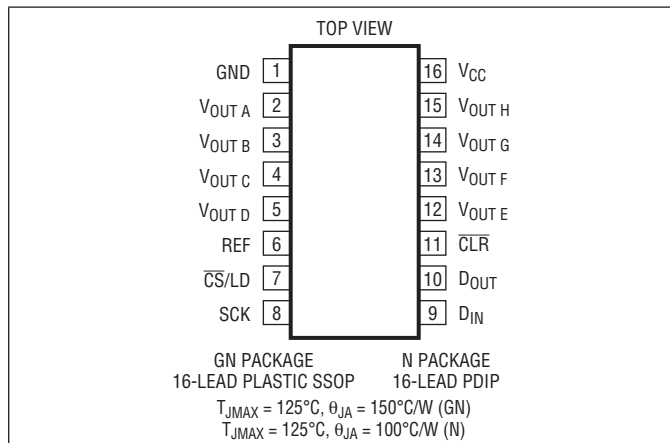 TOP VIEW
GND 1 16 VCC
VOUT A 2 15 VOUT H
VOUT B 3 14 VOUT G
VOUT C 4 13 VOUT F
VOUT D 5 12 VOUT E
REF 6 11 C̅L̅R̅
C̅S̅/LD 7 10 DOUT
SCK 8 9 DIN
GN PACKAGE
16-LEAD PLASTIC SSOP
N PACKAGE
16-LEAD PDIP
TJMAX = 125°C, θJA = 150°C/W (GN)
TJMAX = 125°C, θJA = 100°C/W (N)